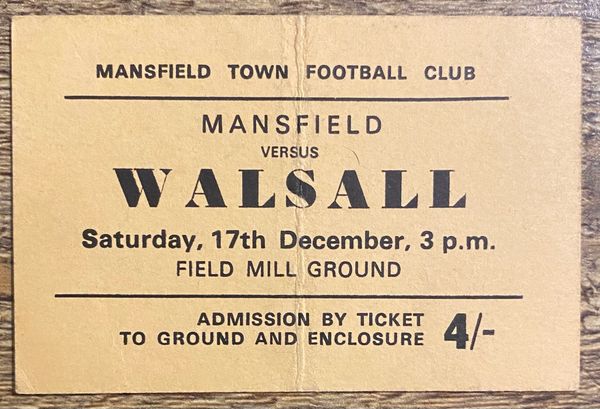 MANSFIELD TOWN FOOTBALL CLUB
MANSFIELD
VERSUS
WALSALL
Saturday, 17th December, 3 p.m.
FIELD MILL GROUND
ADMISSION BY TICKET
TO GROUND AND ENCLOSURE 4/-